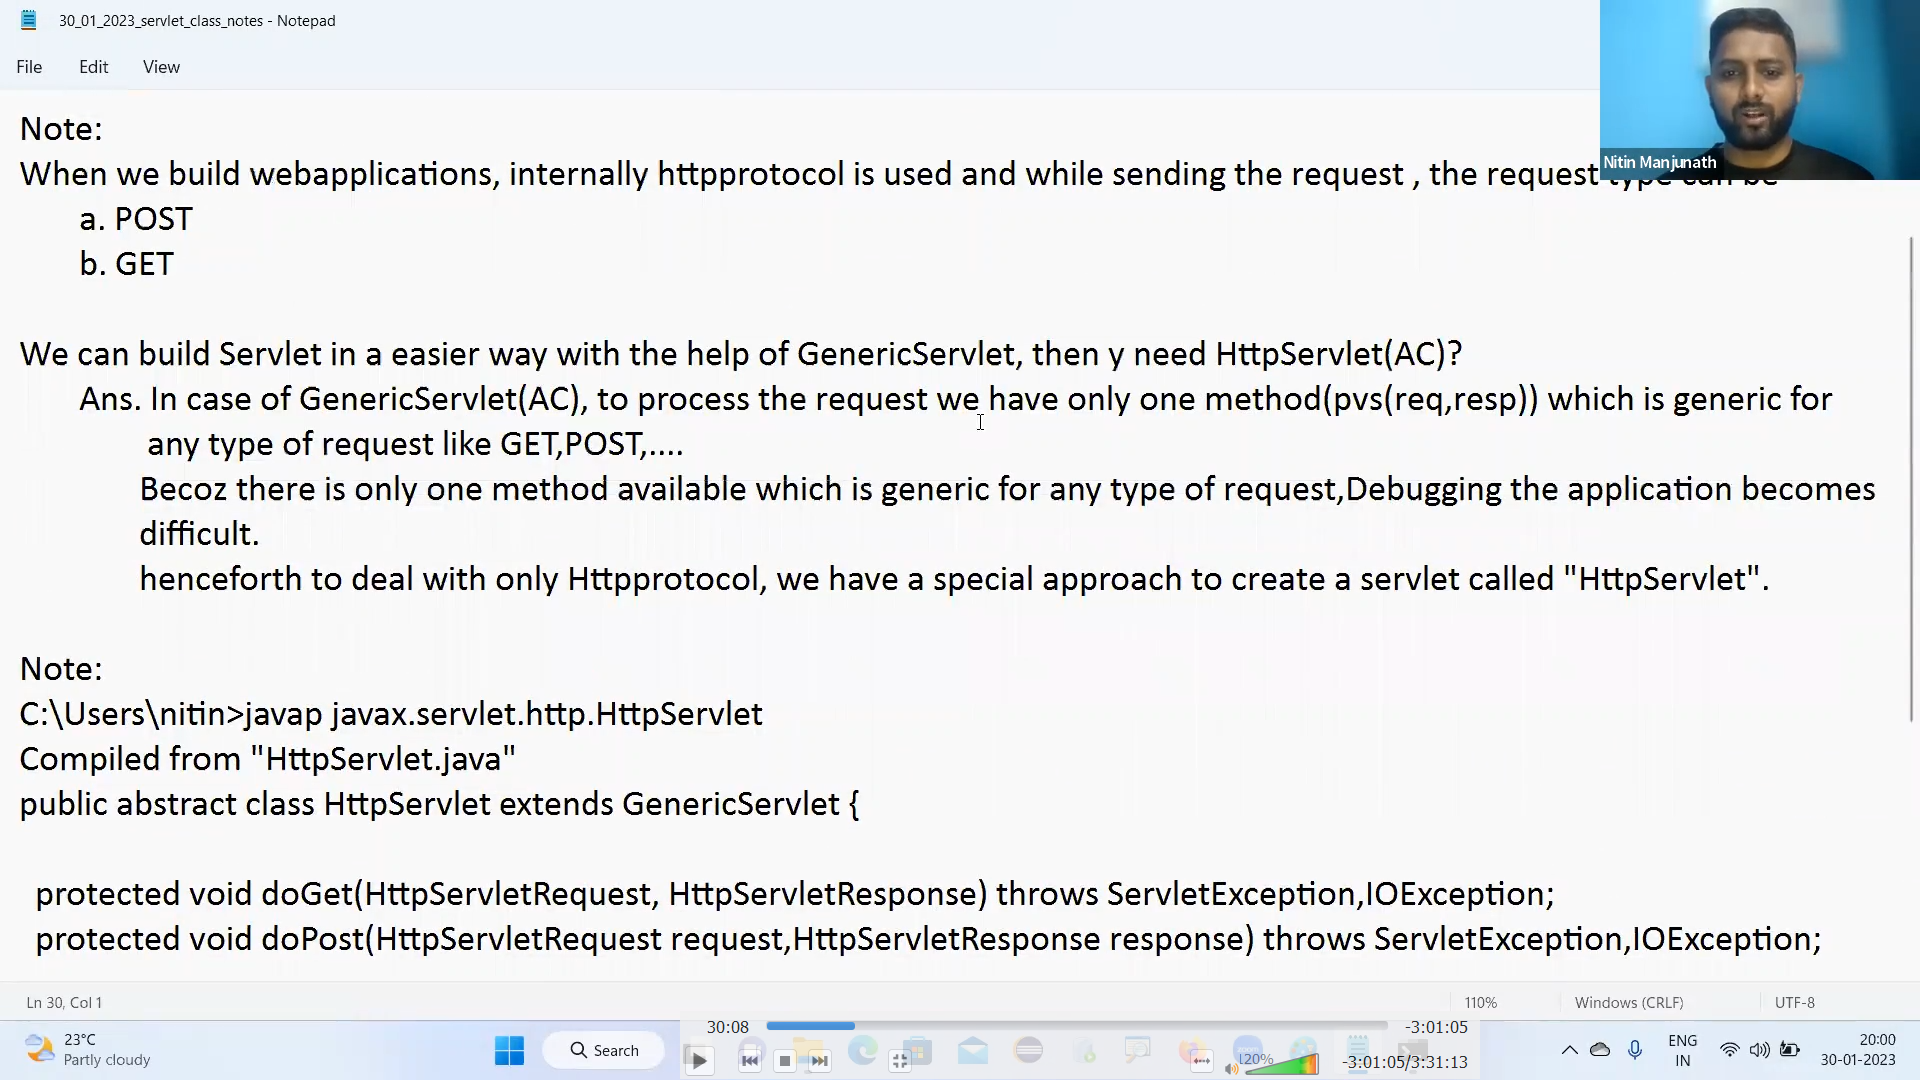 30_01_2023_servlet_class_notes - Notepad
File Edit View
Nitin Manjunath
Note:
When we build webapplications, internally httpprotocol is used and while sending the request , the request type can be
a. POST
b. GET
We can build Servlet in a easier way with the help of GenericServlet, then y need HttpServlet(AC)?
Ans. In case of GenericServlet(AC), to process the request we have only one method(pvs(req,resp)) which is generic for
any type of request like GET,POST,....
Becoz there is only one method available which is generic for any type of request,Debugging the application becomes
difficult.
henceforth to deal with only Httpprotocol, we have a special approach to create a servlet called "HttpServlet".
Note:
C:\Users\nitin>javap javax.servlet.http.HttpServlet
Compiled from "HttpServlet.java"
public abstract class HttpServlet extends GenericServlet {
protected void doGet(HttpServletRequest, HttpServletResponse) throws ServletException,IOException;
protected void doPost(HttpServletRequest request,HttpServletResponse response) throws ServletException,IOException;
Ln 30, Col 1 110% Windows (CRLF) UTF-8
23°C
Partly cloudy
Search
30:08 -3:01:05
120% -3:01:05/3:31:13
ENG
IN
20:00
30-01-2023